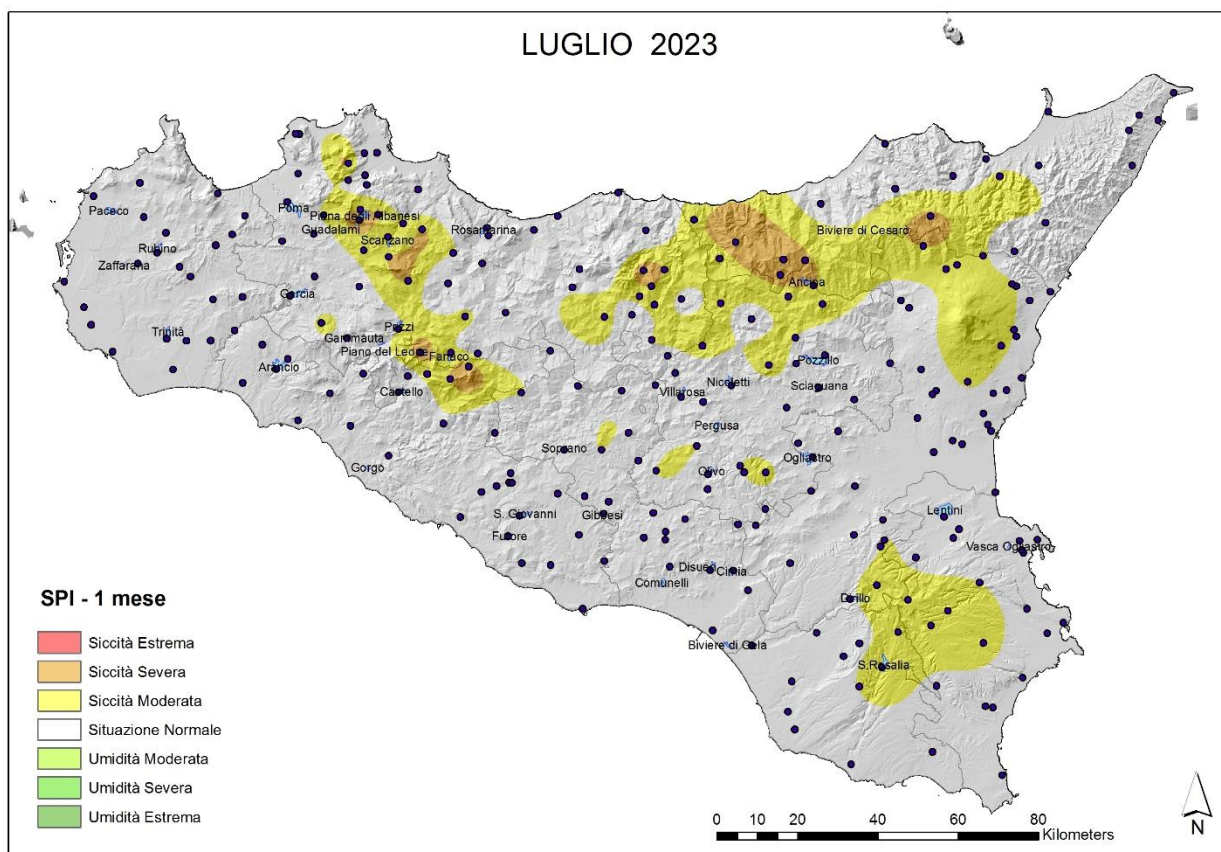 LUGLIO 2023
Paceco
Poma
Piana degli Albanesi
Guadalami
Scanzano
Rosamarina
Rubino
Zaffarana
Biviere di Cesaro
Ancipa
Garcia
Trinità
Prizzi
Gammauta
Piano del Leone
Fanaco
Arancio
Castello
Pozzillo
Nicoletti
Sciaguana
Villarosa
Pergusa
Soprano
Ogliastro
Gorgo
Olivo
S. Giovanni
Gibbesi
Furore
Lentini
Vasca Ogliastro
Disueri
Cimia
Comunelli
Dirillo
Biviere di Gela
S.Rosalia
SPI - 1 mese
Siccità Estrema
Siccità Severa
Siccità Moderata
Situazione Normale
Umidità Moderata
Umidità Severa
Umidità Estrema
0 10 20 40 60 80
Kilometers
N